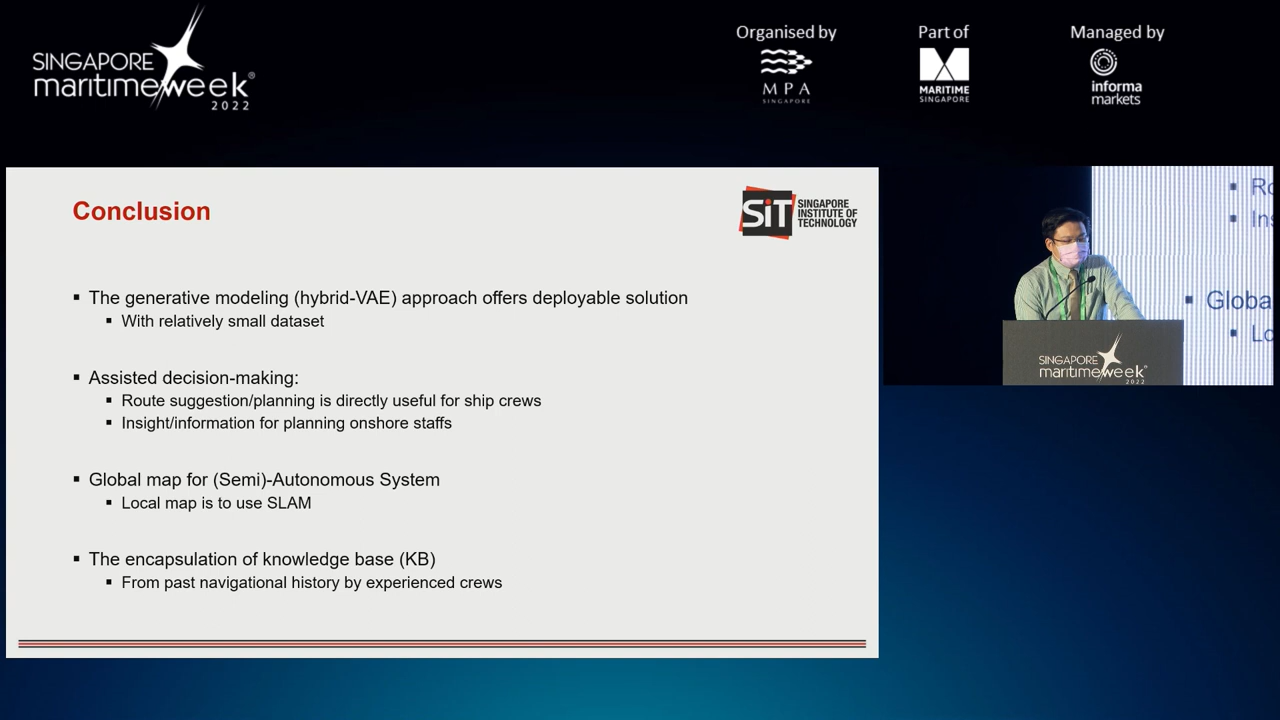 SINGAPORE
maritimeweek®
2022
Organised by
MPA
SINGAPORE
Part of
MARITIME
SINGAPORE
Managed by
informa
markets
Conclusion
SiT SINGAPORE
INSTITUTE OF
TECHNOLOGY
▪ The generative modeling (hybrid-VAE) approach offers deployable solution
▪ With relatively small dataset
▪ Assisted decision-making:
▪ Route suggestion/planning is directly useful for ship crews
▪ Insight/information for planning onshore staffs
▪ Global map for (Semi)-Autonomous System
▪ Local map is to use SLAM
▪ The encapsulation of knowledge base (KB)
▪ From past navigational history by experienced crews
▪ Ro
▪ Ins
▪ Globa
▪ Lo
SINGAPORE
maritimeweek®
2022